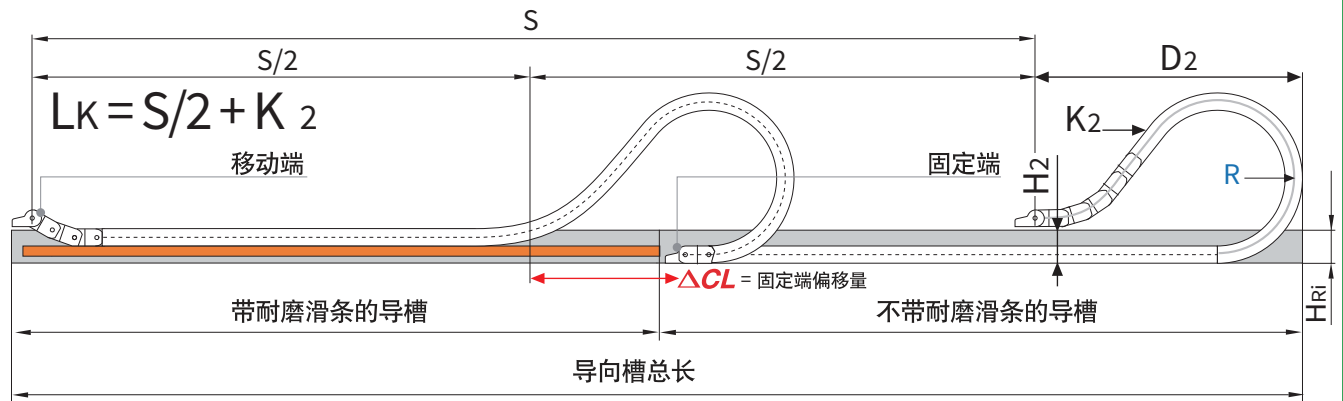 S
S/2
S/2
D2
LK = S/2 + K 2
K2
移动端
固定端
H2
R
ΔCL = 固定端偏移量
HRi
带耐磨滑条的导槽
不带耐磨滑条的导槽
导向槽总长